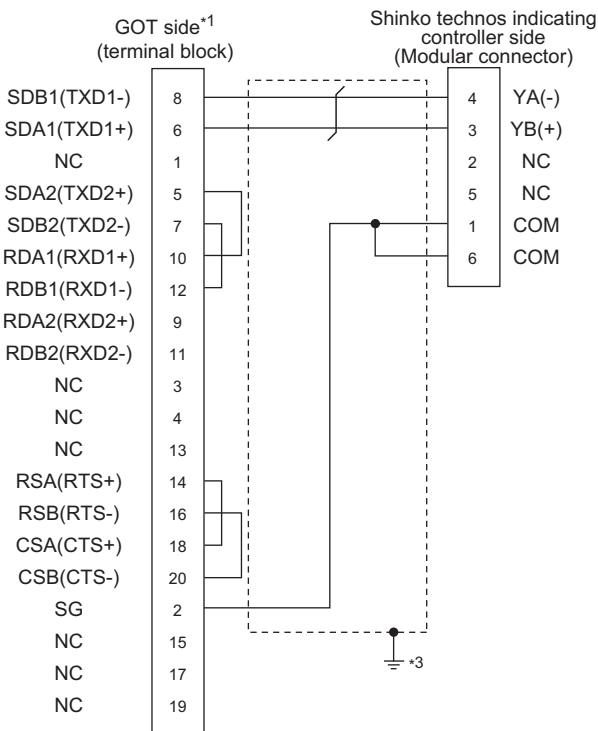 GOT side*1
(terminal block)
Shinko technos indicating
controller side
(Modular connector)
SDB1(TXD1-) 8 4 YA(-)
SDA1(TXD1+) 6 3 YB(+)
NC 1 2 NC
SDA2(TXD2+) 5 5 NC
SDB2(TXD2-) 7 1 COM
RDA1(RXD1+) 10 6 COM
RDB1(RXD1-) 12
RDA2(RXD2+) 9
RDB2(RXD2-) 11
NC 3
NC 4
NC 13
RSA(RTS+) 14
RSB(RTS-) 16
CSA(CTS+) 18
CSB(CTS-) 20
SG 2
NC 15
*3
NC 17
NC 19